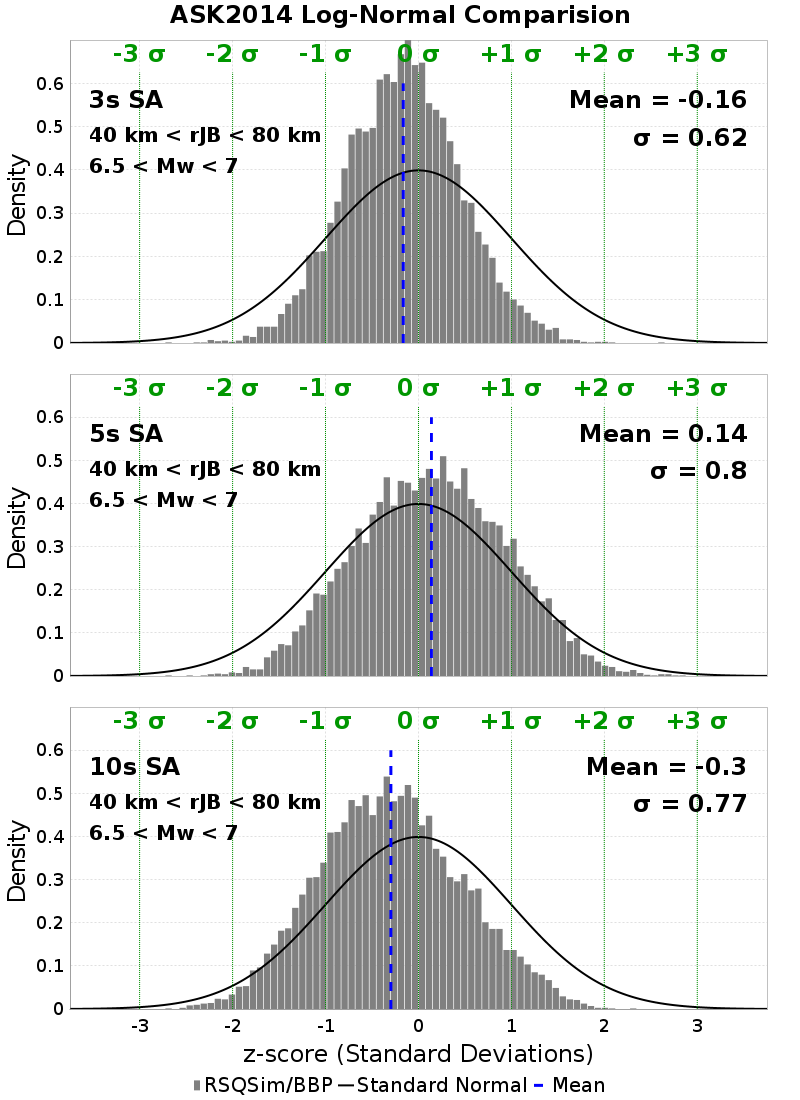 ASK2014 Log-Normal Comparision
-3 σ -2 σ -1 σ 0 σ +1 σ +2 σ +3 σ
0.6
3s SA
Mean = -0.16
0.5
40 km < rJB < 80 km
σ = 0.62
6.5 < Mw < 7
0.4
Density
0.3
0.2
0.1
0
-3 σ -2 σ -1 σ 0 σ +1 σ +2 σ +3 σ
0.6
5s SA
Mean = 0.14
0.5
40 km < rJB < 80 km
σ = 0.8
6.5 < Mw < 7
0.4
Density
0.3
0.2
0.1
0
-3 σ -2 σ -1 σ 0 σ +1 σ +2 σ +3 σ
0.6
10s SA
Mean = -0.3
0.5
40 km < rJB < 80 km
σ = 0.77
6.5 < Mw < 7
0.4
Density
0.3
0.2
0.1
0
-3 -2 -1 0 1 2 3
z-score (Standard Deviations)
RSQSim/BBP Standard Normal Mean